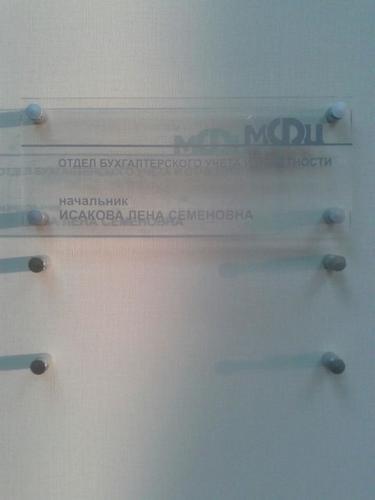 МФЦ
ОТДЕЛ БУХГАЛТЕРСКОГО УЧЕТА И ОТЧЕТНОСТИ
начальник
ИСАКОВА ЛЕНА СЕМЕНОВНА